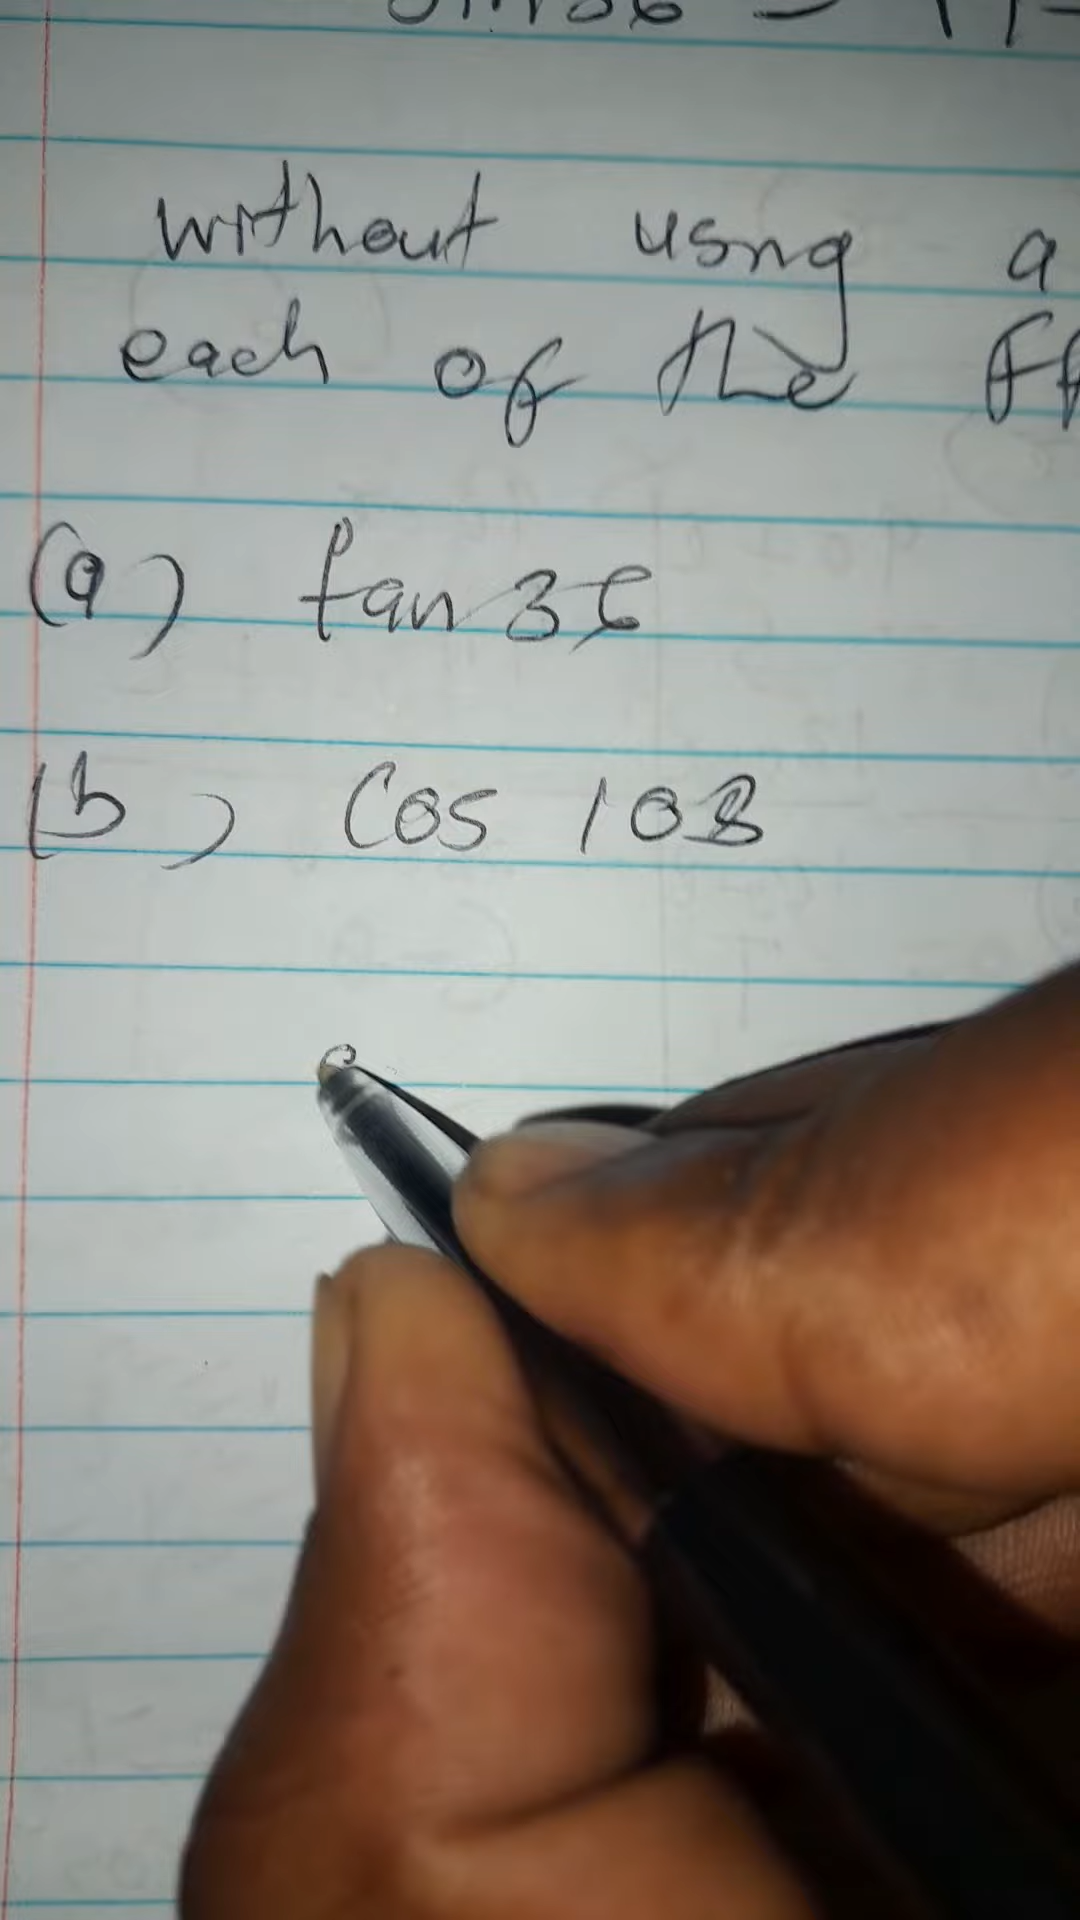 without usng a
each of the
(a) tan 36
(b) Cos 108